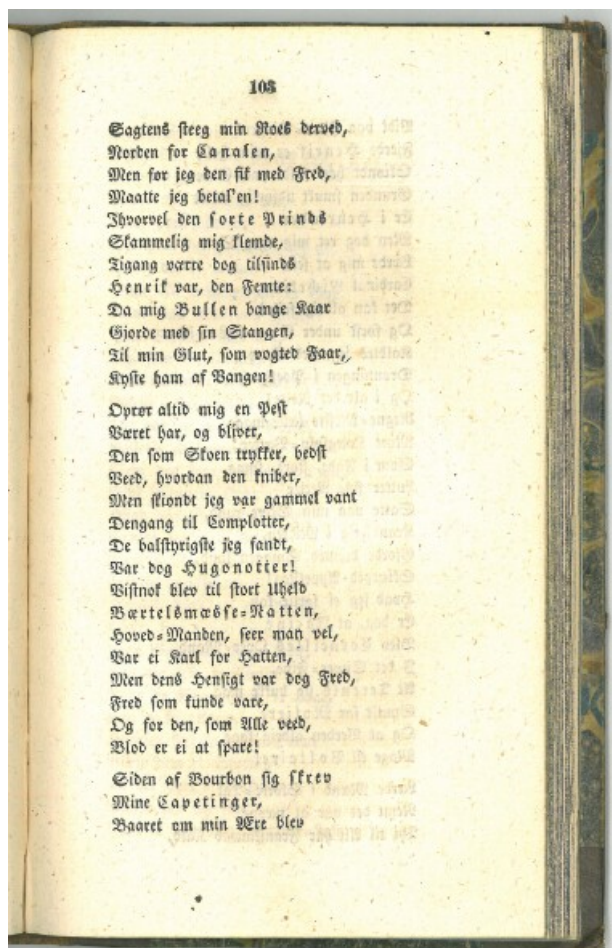 103
Sagtens steeg min Roes derved,
Norden for Canalen,
Men før jeg den fik med Fred,
Maatte jeg betal'en!
Ihvorvel den sorte Prinds
Skammelig mig klemde,
Tigang værre dog tilsinds
Henrik var, den Femte:
Da mig Bullen bange Kaar
Gjorde med sin Stangen,
Til min Glut, som vogted Faar,
Kyste ham af Vangen!
Oprør altid mig en Pest
Været har, og bliver,
Den som Skoen trykker, bedst
Veed, hvordan den kniber,
Men skiondt jeg var gammel vant
Dengang til Complotter,
De balstyrigste jeg fandt,
Var dog Hugonotter!
Vistnok blev til stort Uheld
Bærtelsmæsse-Natten,
Hoved-Manden, seer man vel,
Var ei Karl for Hatten,
Men dens Hensigt var dog Fred,
Fred som kunde vare,
Og for den, som Alle veed,
Blod er ei at spare!
Siden af Bourbon sig skrev
Mine Capetinger,
Baaret om min Ære blev